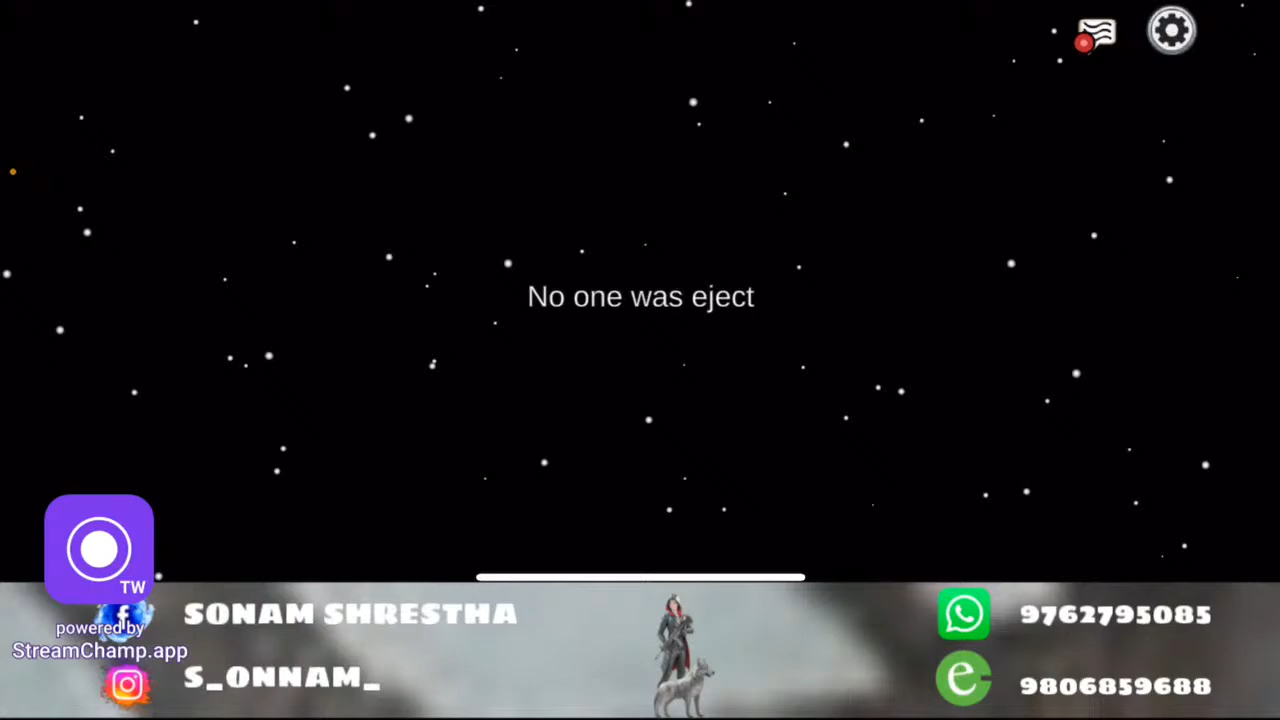 No one was eject
TW
powered by
StreamChamp.app
SONAM SHRESTHA
S_ONNAM_
9762795085
9806859688